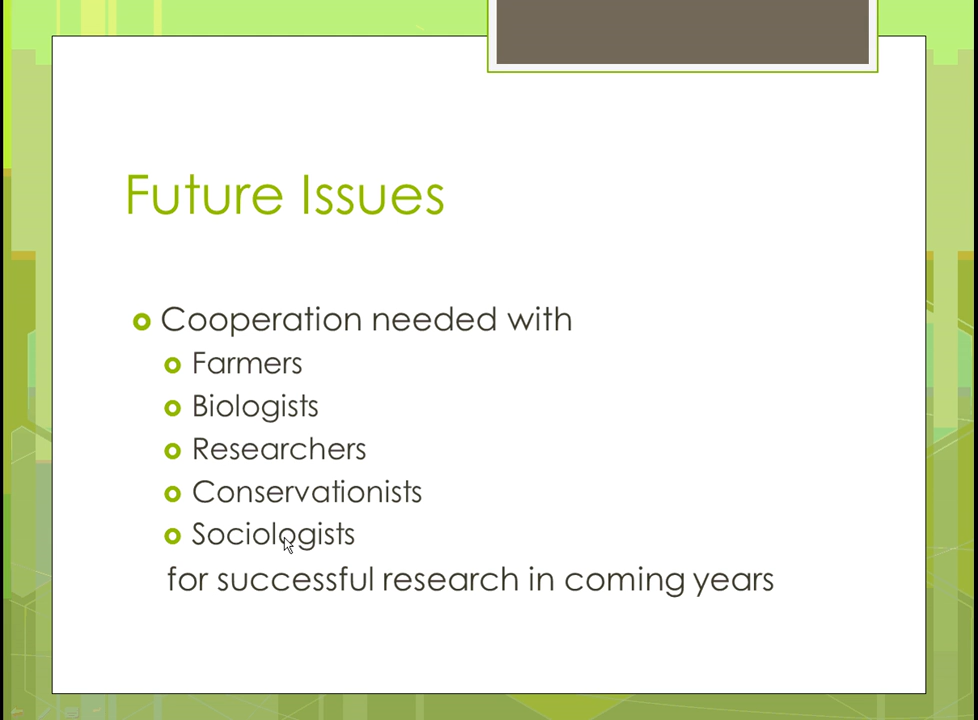 Future Issues
Cooperation needed with
Farmers
Biologists
Researchers
Conservationists
Sociologists
for successful research in coming years